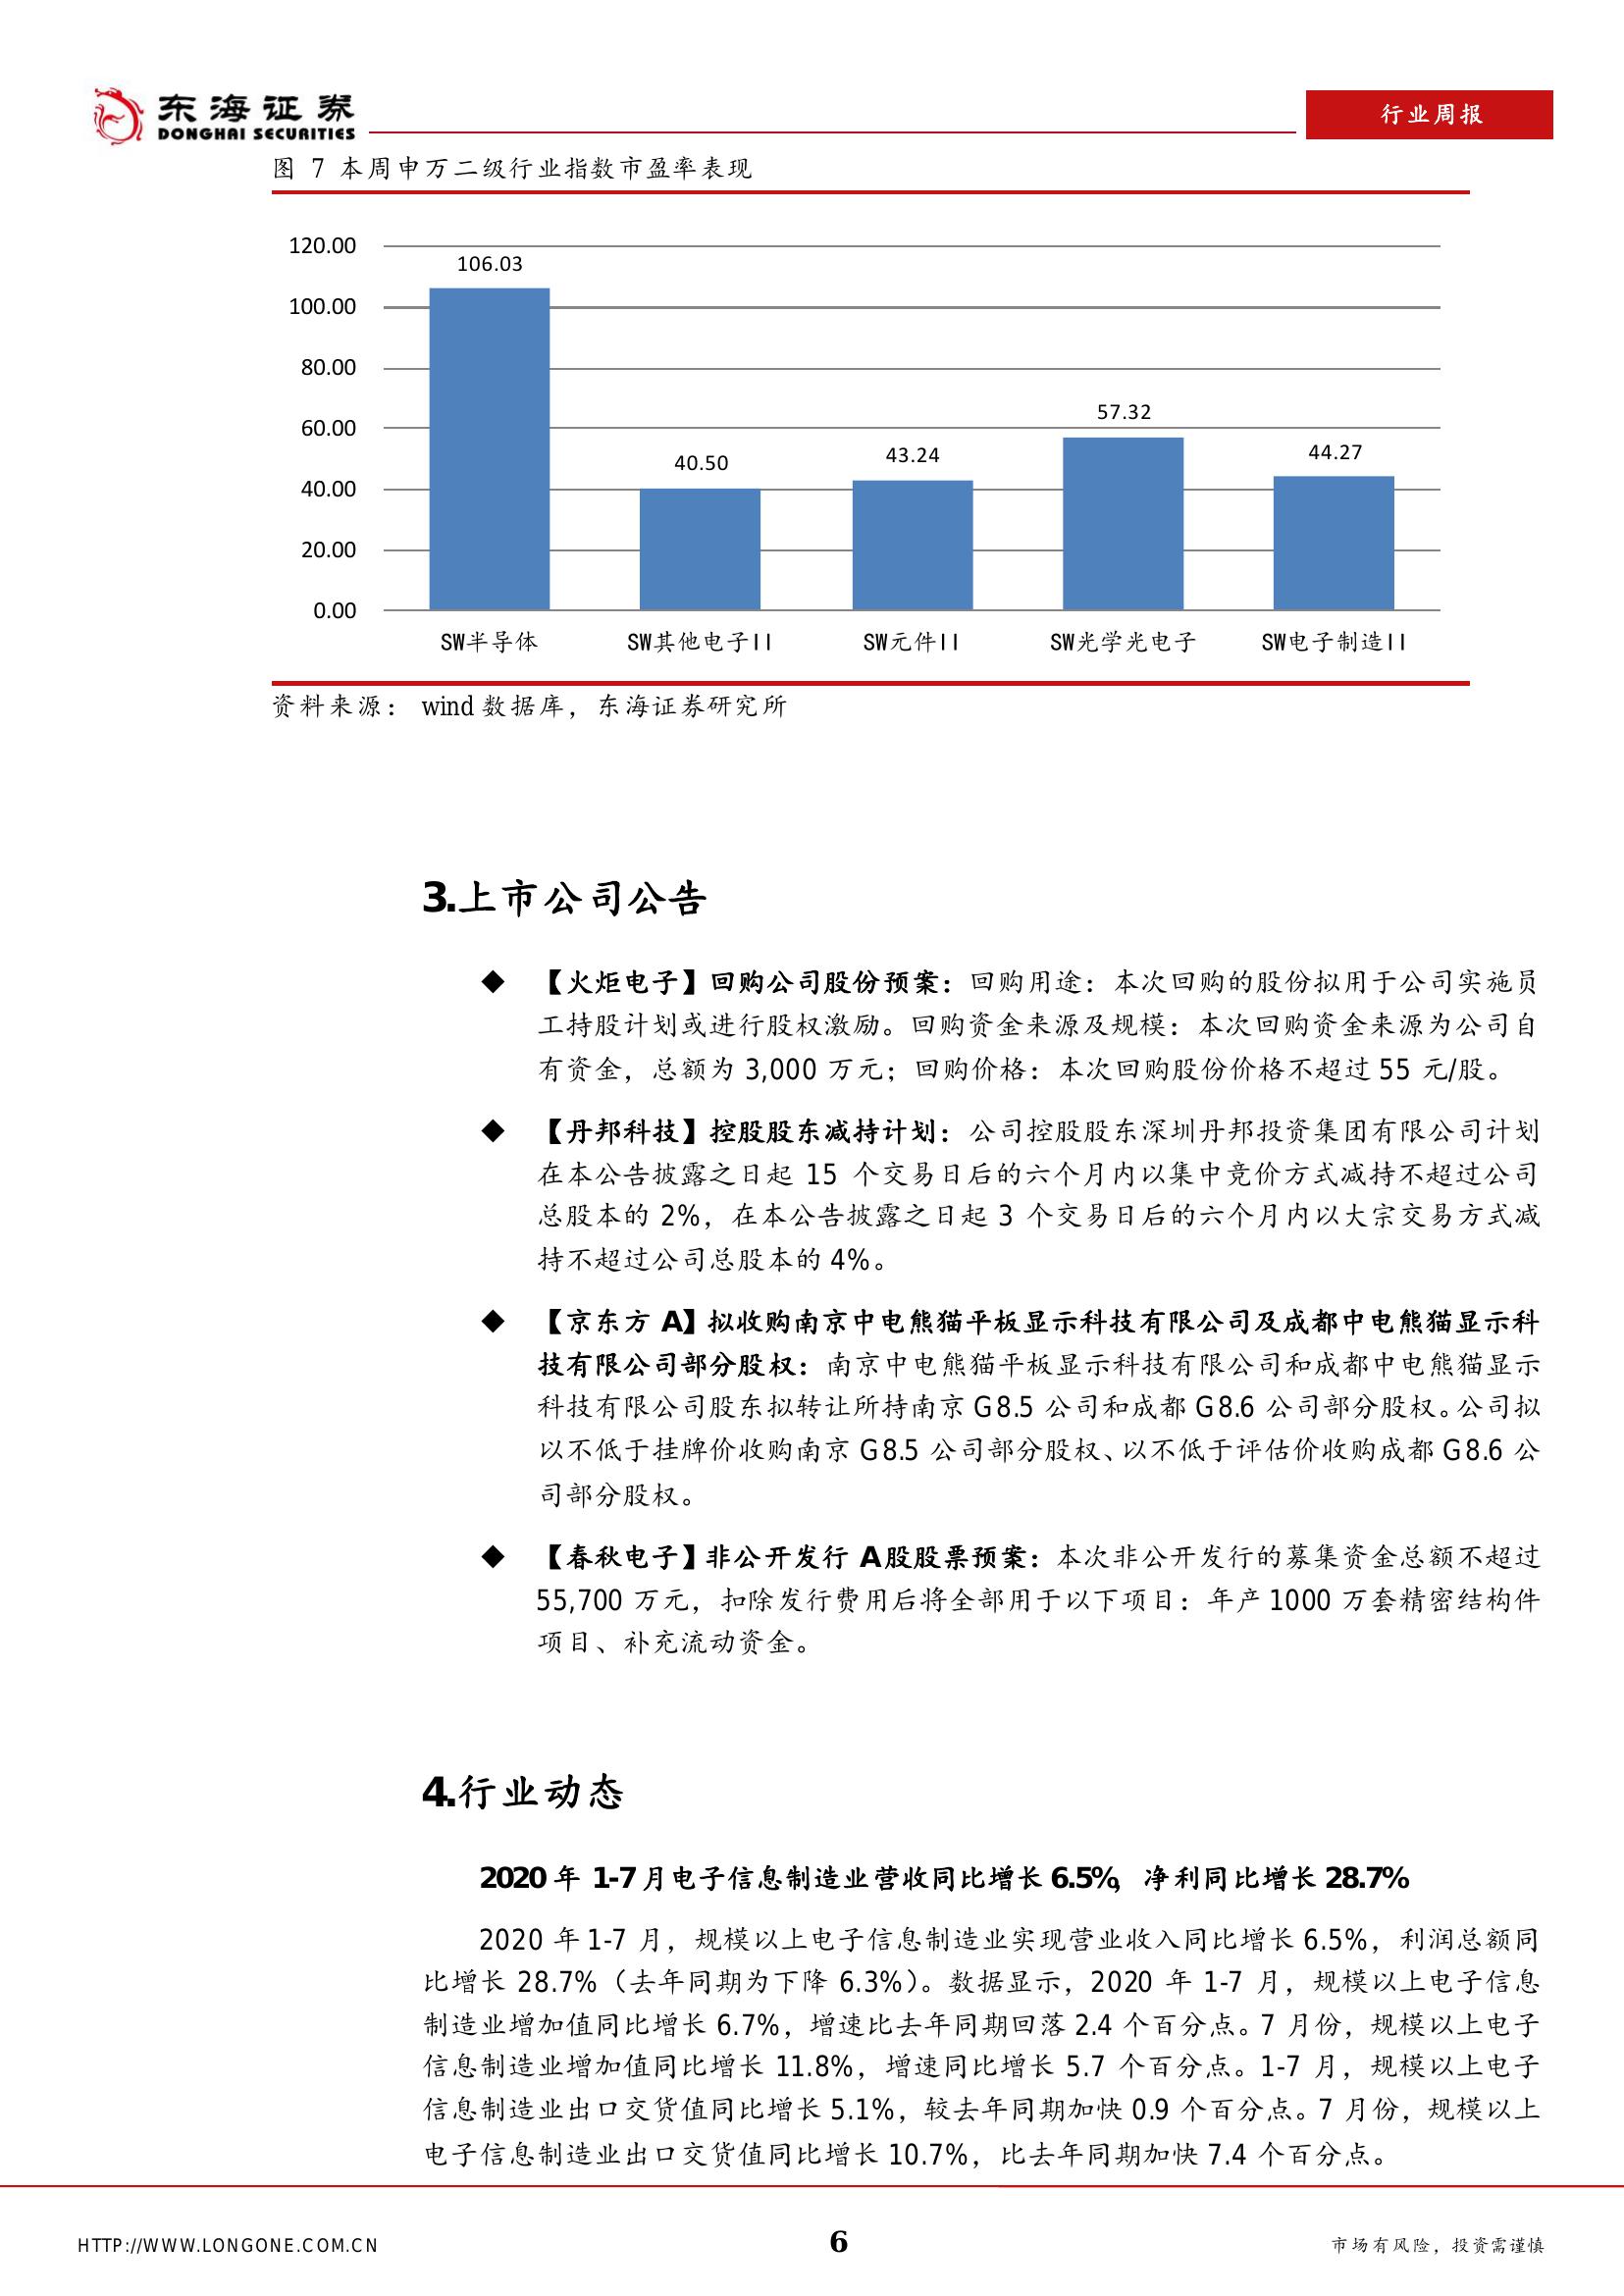 东海证券
DONGHAI SECURITIES
行业周报
图 7 本周申万二级行业指数市盈率表现
120.00
100.00
80.00
60.00
40.00
20.00
0.00
106.03
40.50
43.24
57.32
44.27
SW半导体
SW其他电子II
SW元件II
SW光学光电子
SW电子制造II
资料来源： wind 数据库，东海证券研究所
3.上市公司公告
◆ 【火炬电子】回购公司股份预案：回购用途：本次回购的股份拟用于公司实施员
工持股计划或进行股权激励。回购资金来源及规模：本次回购资金来源为公司自
有资金，总额为 3,000 万元；回购价格：本次回购股份价格不超过 55 元/股。
◆ 【丹邦科技】控股股东减持计划：公司控股股东深圳丹邦投资集团有限公司计划
在本公告披露之日起 15 个交易日后的六个月内以集中竞价方式减持不超过公司
总股本的 2%，在本公告披露之日起 3 个交易日后的六个月内以大宗交易方式减
持不超过公司总股本的 4%。
◆ 【京东方 A】拟收购南京中电熊猫平板显示科技有限公司及成都中电熊猫显示科
技有限公司部分股权：南京中电熊猫平板显示科技有限公司和成都中电熊猫显示
科技有限公司股东拟转让所持南京 G8.5 公司和成都 G8.6 公司部分股权。公司拟
以不低于挂牌价收购南京 G8.5 公司部分股权、以不低于评估价收购成都 G8.6 公
司部分股权。
◆ 【春秋电子】非公开发行 A股股票预案：本次非公开发行的募集资金总额不超过
55,700 万元，扣除发行费用后将全部用于以下项目：年产 1000 万套精密结构件
项目、补充流动资金。
4.行业动态
2020 年 1-7 月电子信息制造业营收同比增长 6.5%，净利同比增长 28.7%
2020 年 1-7 月，规模以上电子信息制造业实现营业收入同比增长 6.5%，利润总额同
比增长 28.7%（去年同期为下降 6.3%）。数据显示，2020 年 1-7 月，规模以上电子信息
制造业增加值同比增长 6.7%，增速比去年同期回落 2.4 个百分点。7 月份，规模以上电子
信息制造业增加值同比增长 11.8%，增速同比增长 5.7 个百分点。1-7 月，规模以上电子
信息制造业出口交货值同比增长 5.1%，较去年同期加快 0.9 个百分点。7 月份，规模以上
电子信息制造业出口交货值同比增长 10.7%，比去年同期加快 7.4 个百分点。
HTTP://WWW.LONGONE.COM.CN
6
市场有风险，投资需谨慎